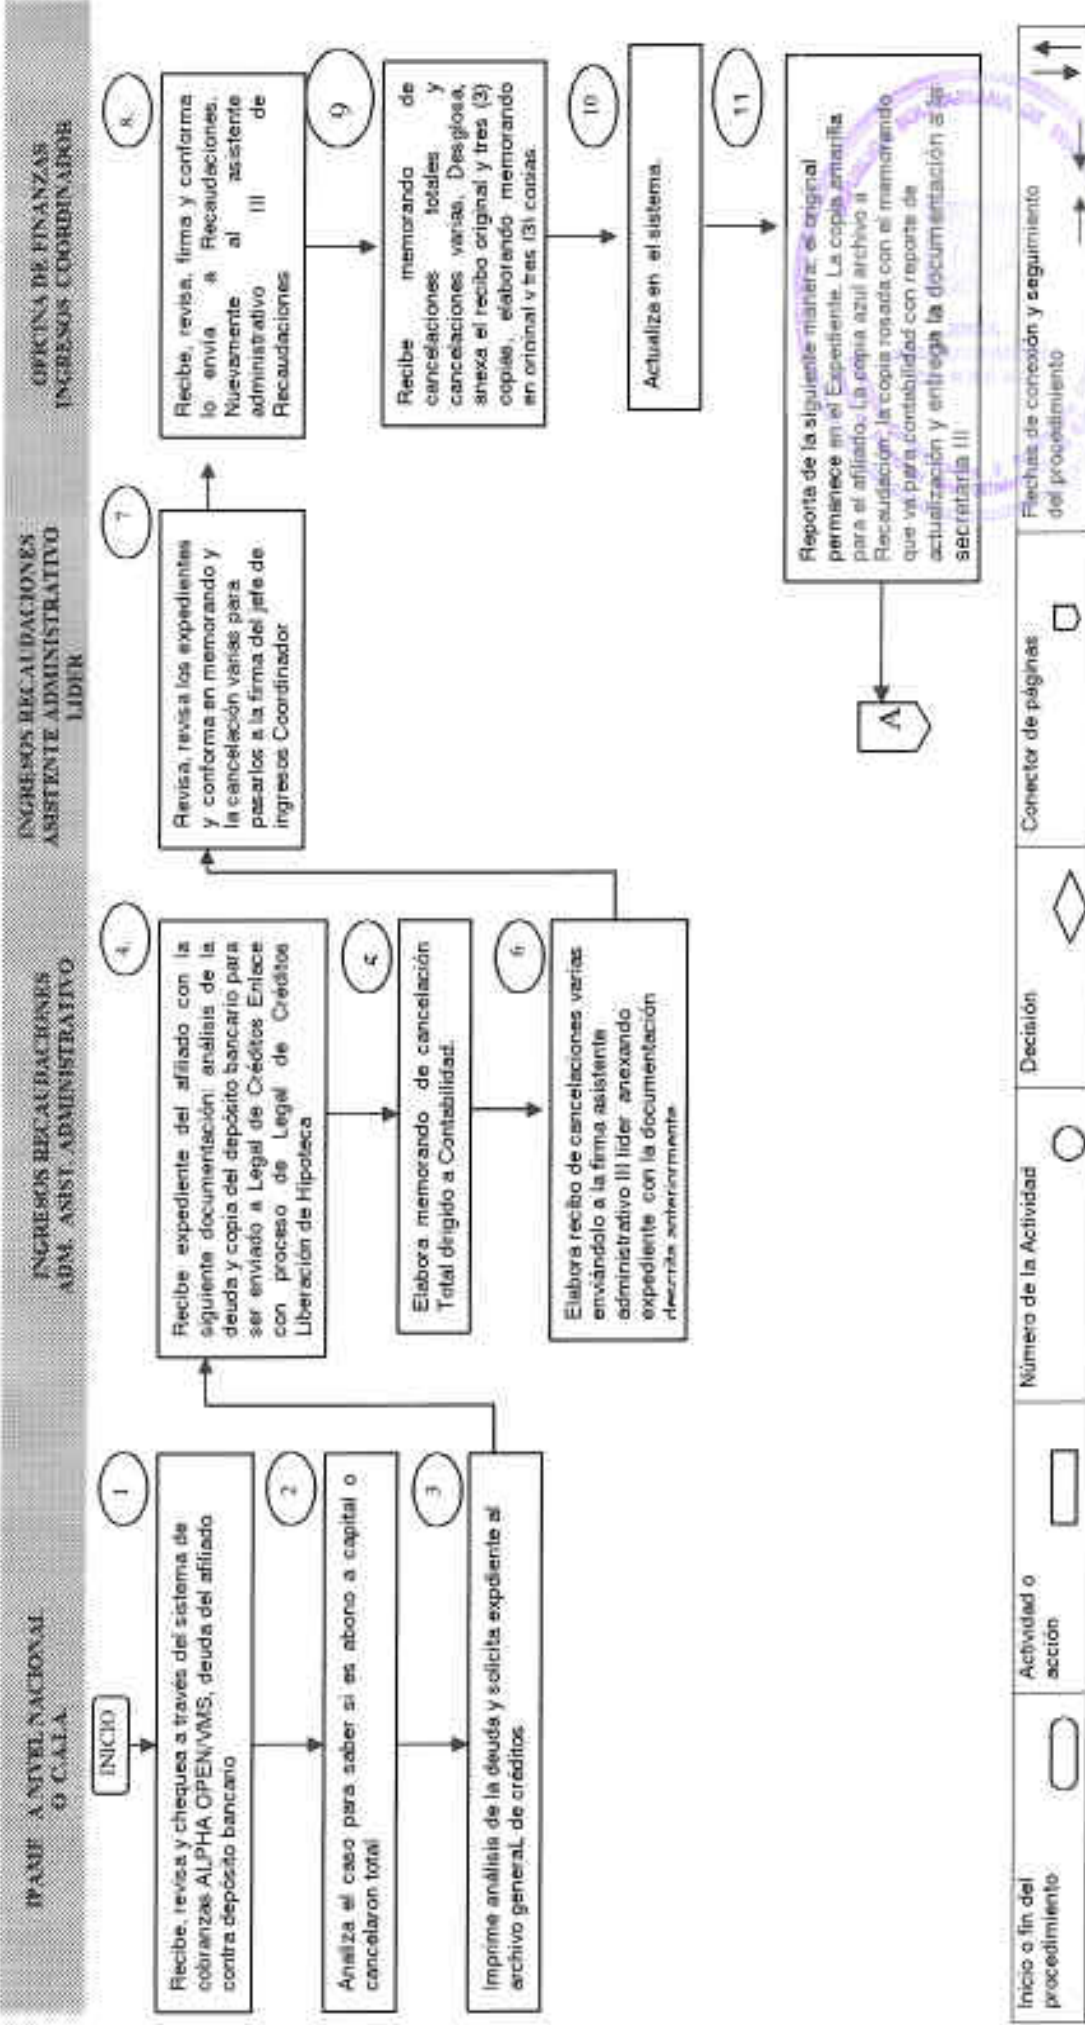 IPASME A NIVEL NACIONAL
O C.A.I.A.
INGRESOS RECAUDACIONES
ADM. ASIST. ADMINISTRATIVO
INGRESOS RECAUDACIONES
ASISTENTE ADMINISTRATIVO
LIDER
OFICINA DE FINANZAS
INGRESOS COORDINADOR
INICIO
1
Recibe, revisa y chequea a través del sistema de
cobranzas ALPHA OPEN/VMS, deuda del afiliado
contra depósito bancario
2
Analiza el caso para saber si es abono a capital o
cancelaron total
3
Imprime análisis de la deuda y solicita expdiente al
archivo general, de créditos
4.
Recibe expediente del afiliado con la
siguiente documentación: análisis de la
deuda y copia del depósito bancario para
ser enviado a Legal de Créditos Enlace
con proceso de Legal de Créditos
Liberación de Hipoteca
5
Elabora memorando de cancelación
Total dirigido a Contabilidad.
6
Elabora recibo de cancelaciones varias
enviándolo a la firma asistente
administrativo III líder anexando
expediente con la documentación
descrita anteriormente
7
Revisa, revisa los expedientes
y conforma en memorando y
la cancelación varias para
pasarlos a la firma del jefe de
ingresos Coordinador
8.
Recibe, revisa, firma y conforma
lo envía a Recaudaciones.
Nuevamente al asistente
administrativo III de
Recaudaciones
9
Recibe memorando de
cancelaciones totales y
cancelaciones varias. Desglosa,
anexa el recibo original y tres (3)
copias, elaborando memorando
en original y tres (3) copias
10
Actualiza en el sistema.
11
Reporta de la siguiente manera: el original
permanece en el Expediente. La copia amarilla
para el afiliado. La copia azul archivo a
Recaudación, la copia rosada con el memorando
que va para contabilidad con reporte de
actualización y entrega la documentación a la
secretaria III
A
Inicio o fin del
procedimiento
Actividad o
acción
Número de la Actividad
Decisión
Conector de páginas
Flechas de conexión y seguimiento
del procedimiento